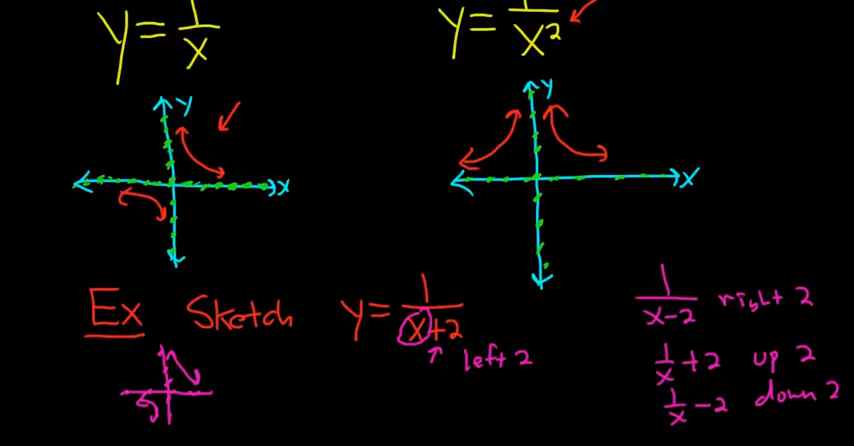 y = 1/x
y = 1/x²
y
x
y
x
Ex Sketch y = 1/(x+2)
left 2
1/(x-2) right 2
1/x + 2 up 2
1/x - 2 down 2